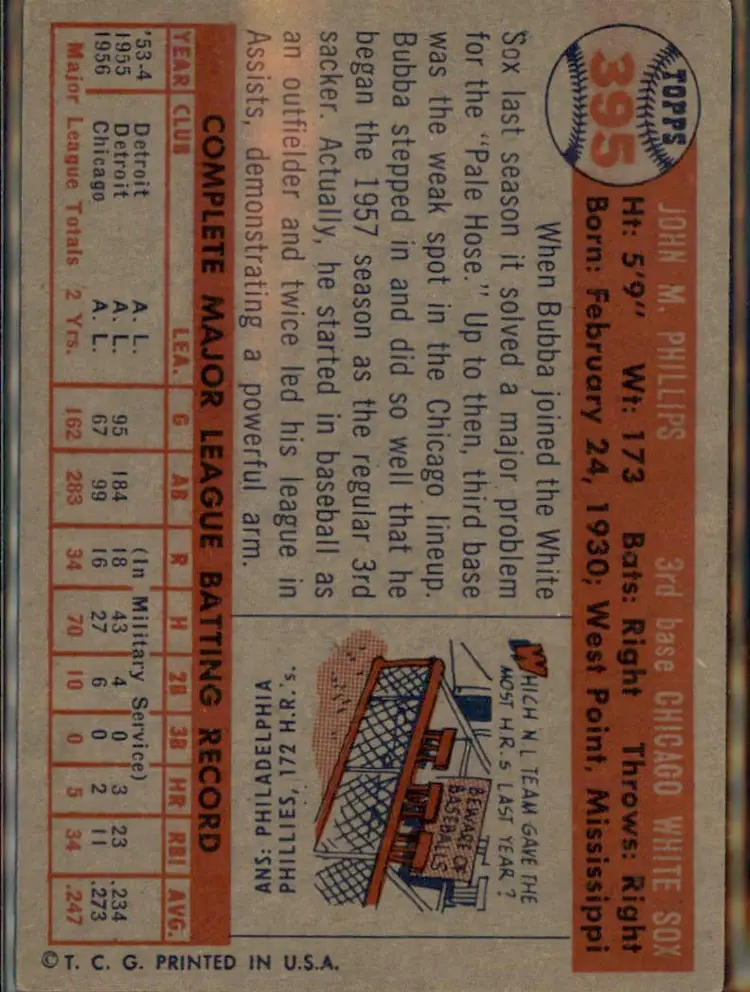 TOPPS
395
JOHN M. PHILLIPS 3rd base CHICAGO WHITE SOX
Ht: 5'9" Wt: 173 Bats: Right Throws: Right
Born: February 24, 1930; West Point, Mississippi
When Bubba joined the White
Sox last season it solved a major problem
for the "Pale Hose." Up to then, third base
was the weak spot in the Chicago lineup.
Bubba stepped in and did so well that he
began the 1957 season as the regular 3rd
sacker. Actually, he started in baseball as
an outfielder and twice led his league in
Assists, demonstrating a powerful arm.
WHICH N L TEAM GAVE THE
MOST H.R.S LAST YEAR?
BEWARE OF
BASEBALLS
ANS: PHILADELPHIA
PHILLIES, 172 H.R.'s.
COMPLETE MAJOR LEAGUE BATTING RECORD
YEAR CLUB LEA. G AB R H 2B 3B HR RBI AVG.
'53-4 Detroit A. L. (In Military Service)
1955 Detroit A. L. 95 184 18 43 4 0 3 23 .234
1956 Chicago A. L. 67 99 16 27 6 0 2 11 .273
Major League Totals 2 Yrs. 162 283 34 70 10 0 5 34 .247
© T. C. G. PRINTED IN U.S.A.